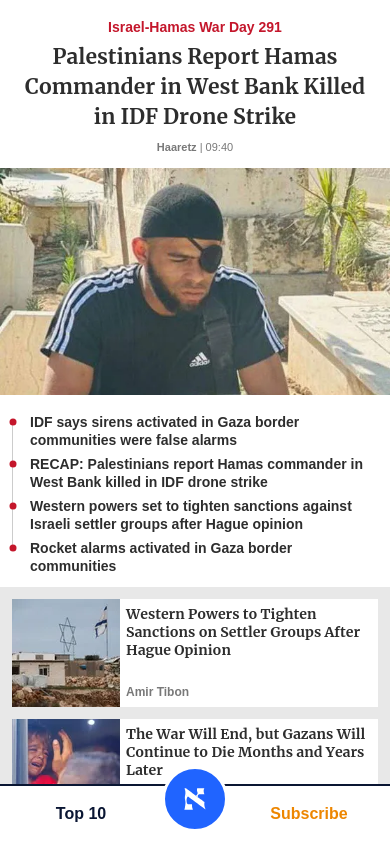 Israel-Hamas War Day 291
Palestinians Report Hamas
Commander in West Bank Killed
in IDF Drone Strike
Haaretz | 09:40
adidas
IDF says sirens activated in Gaza border
communities were false alarms
RECAP: Palestinians report Hamas commander in
West Bank killed in IDF drone strike
Western powers set to tighten sanctions against
Israeli settler groups after Hague opinion
Rocket alarms activated in Gaza border
communities
Western Powers to Tighten
Sanctions on Settler Groups After
Hague Opinion
Amir Tibon
The War Will End, but Gazans Will
Continue to Die Months and Years
Later
Top 10
א
Subscribe